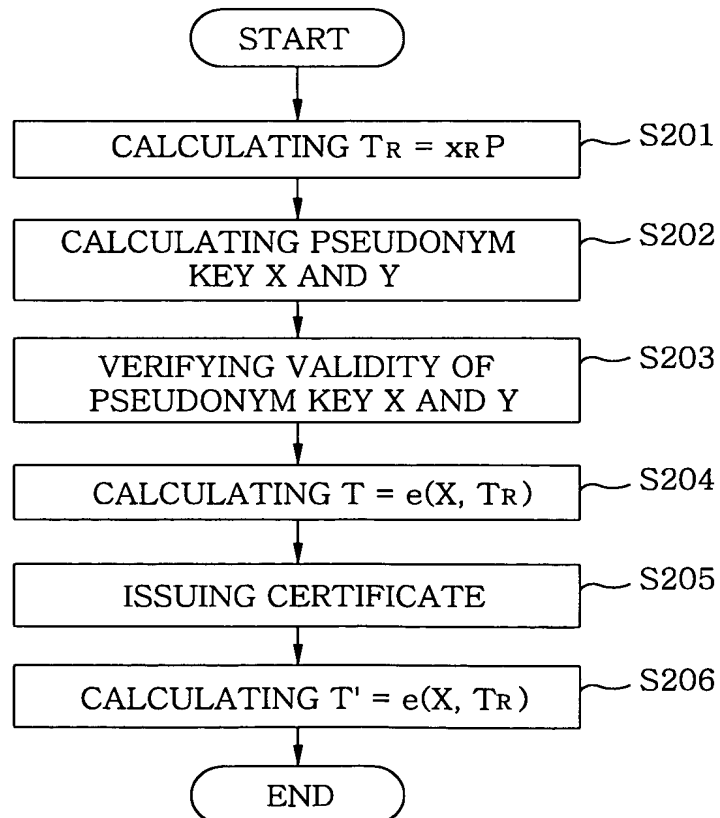 START
CALCULATING TR = xRP
S201
CALCULATING PSEUDONYM
KEY X AND Y
S202
VERIFYING VALIDITY OF
PSEUDONYM KEY X AND Y
S203
CALCULATING T = e(X, TR)
S204
ISSUING CERTIFICATE
S205
CALCULATING T' = e(X, TR)
S206
END